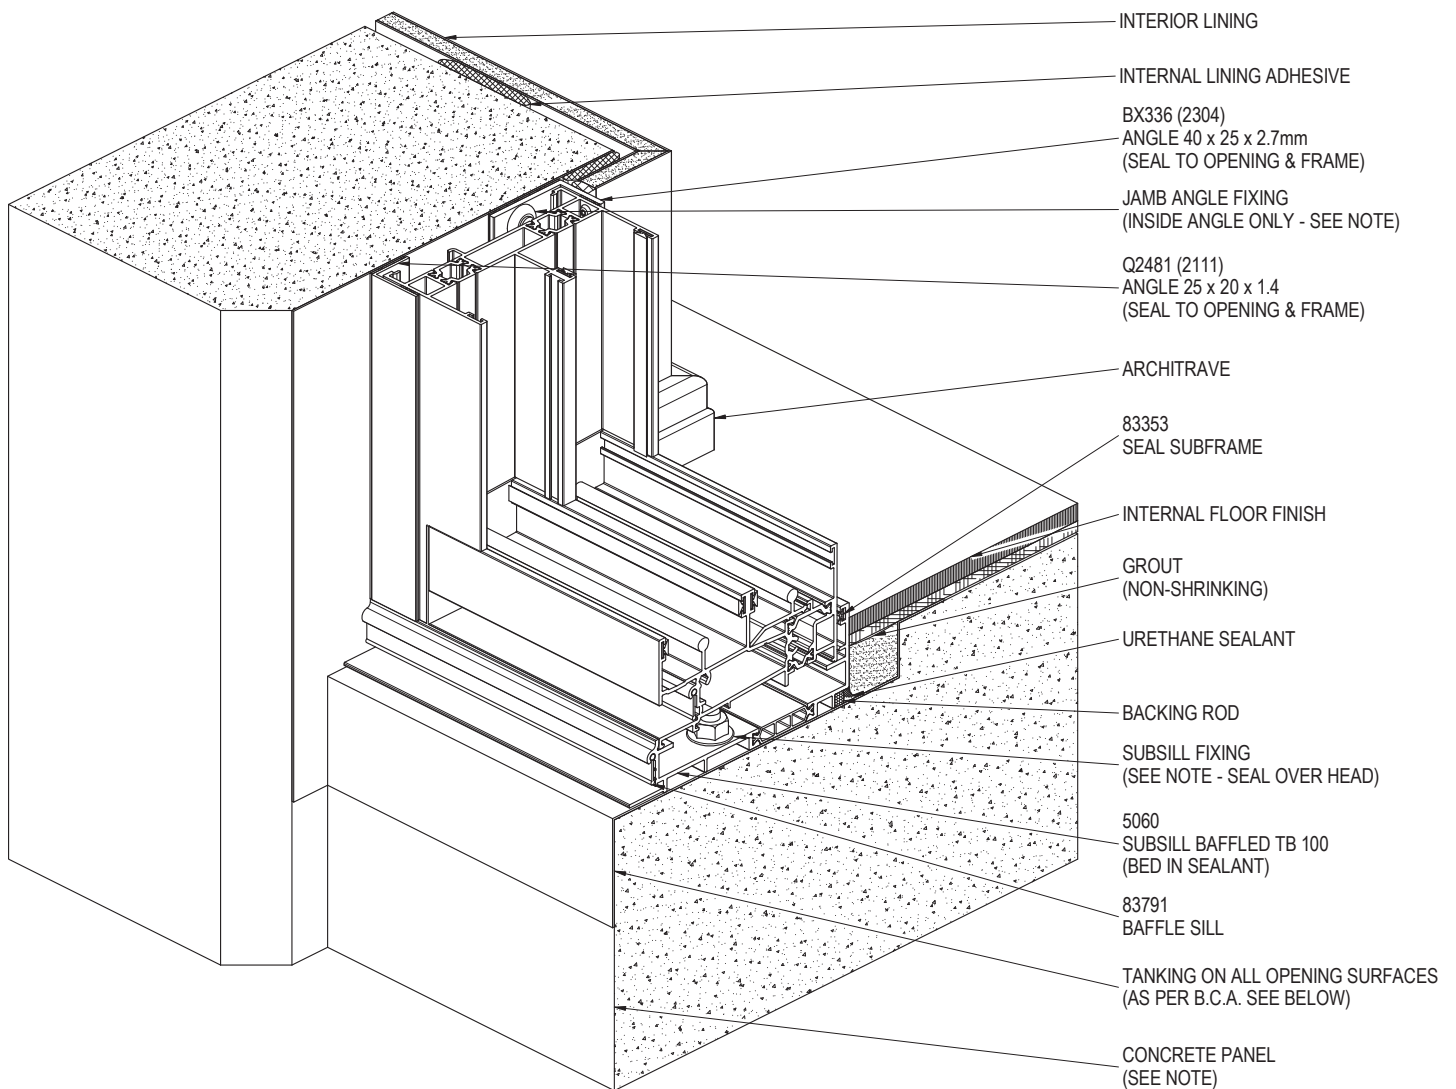 INTERIOR LINING
INTERNAL LINING ADHESIVE
BX336 (2304)
ANGLE 40 x 25 x 2.7mm
(SEAL TO OPENING & FRAME)
JAMB ANGLE FIXING
(INSIDE ANGLE ONLY - SEE NOTE)
Q2481 (2111)
ANGLE 25 x 20 x 1.4
(SEAL TO OPENING & FRAME)
ARCHITRAVE
83353
SEAL SUBFRAME
INTERNAL FLOOR FINISH
GROUT
(NON-SHRINKING)
URETHANE SEALANT
BACKING ROD
SUBSILL FIXING
(SEE NOTE - SEAL OVER HEAD)
5060
SUBSILL BAFFLED TB 100
(BED IN SEALANT)
83791
BAFFLE SILL
TANKING ON ALL OPENING SURFACES
(AS PER B.C.A. SEE BELOW)
CONCRETE PANEL
(SEE NOTE)